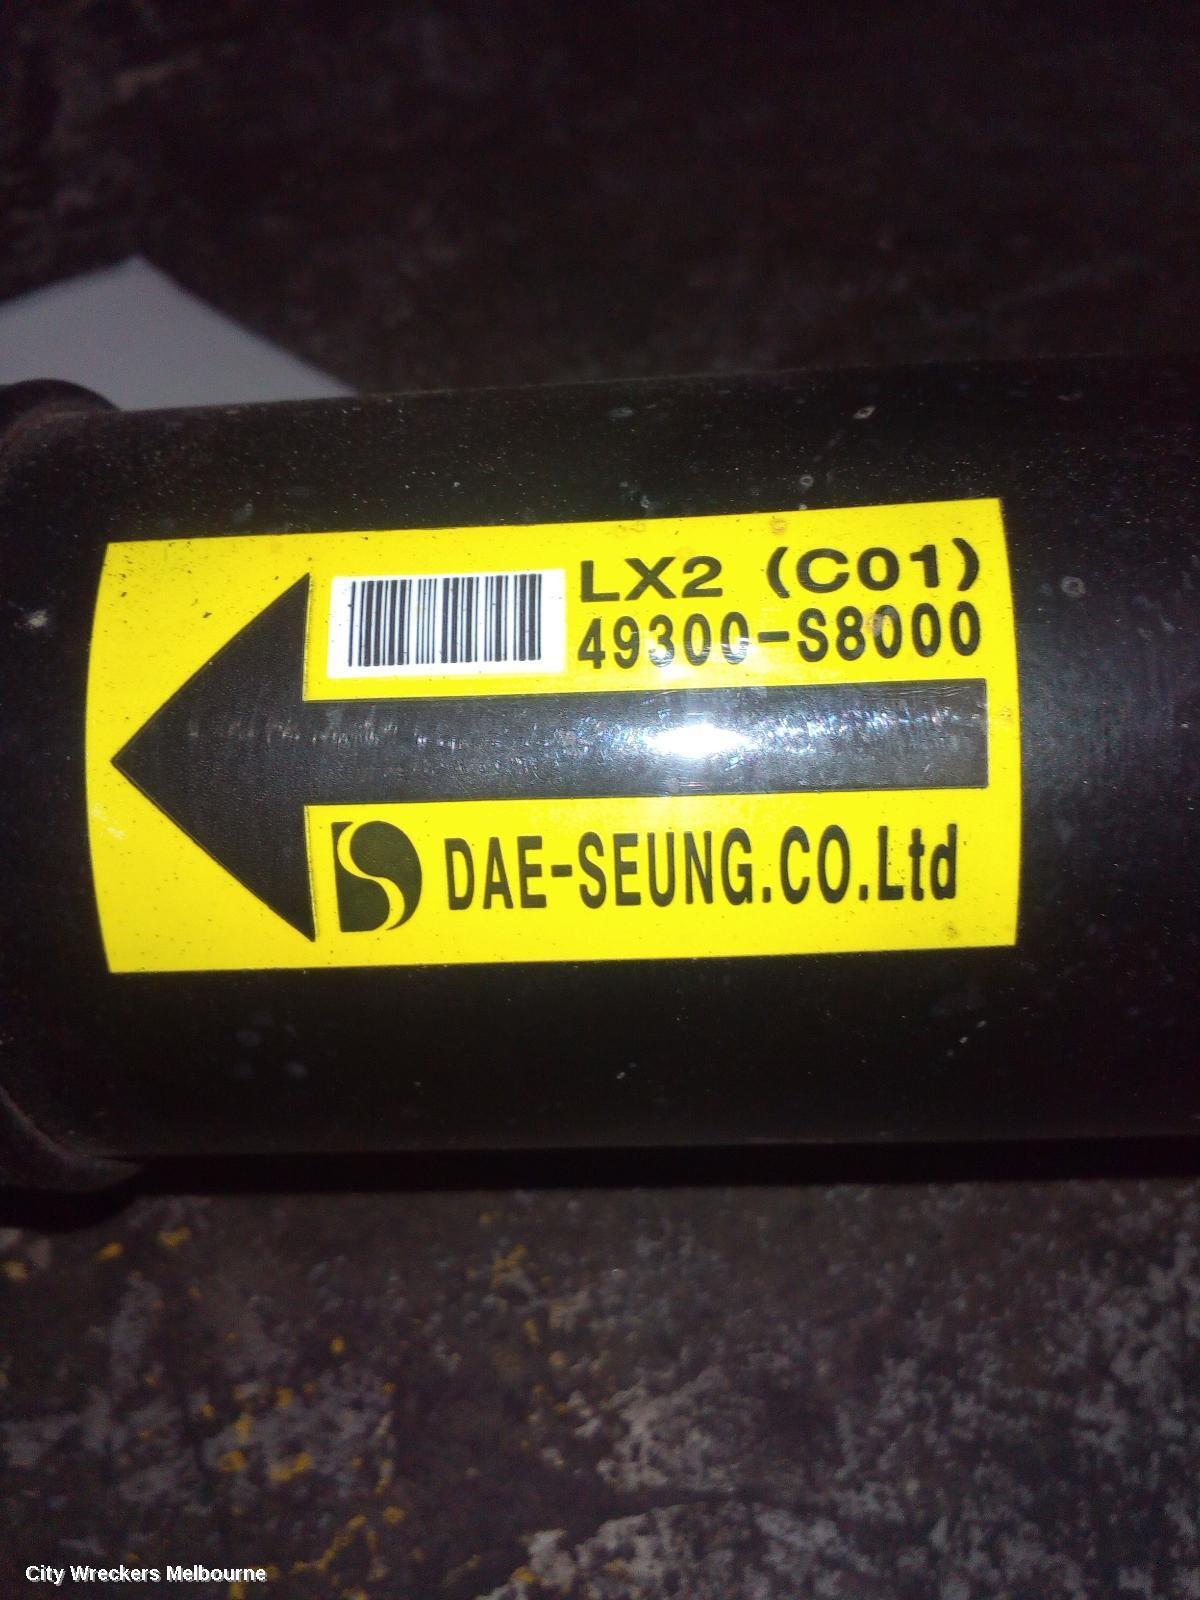 LX2 (C01)
49300-S8000
DAE-SEUNG.CO.Ltd
City Wreckers Melbourne